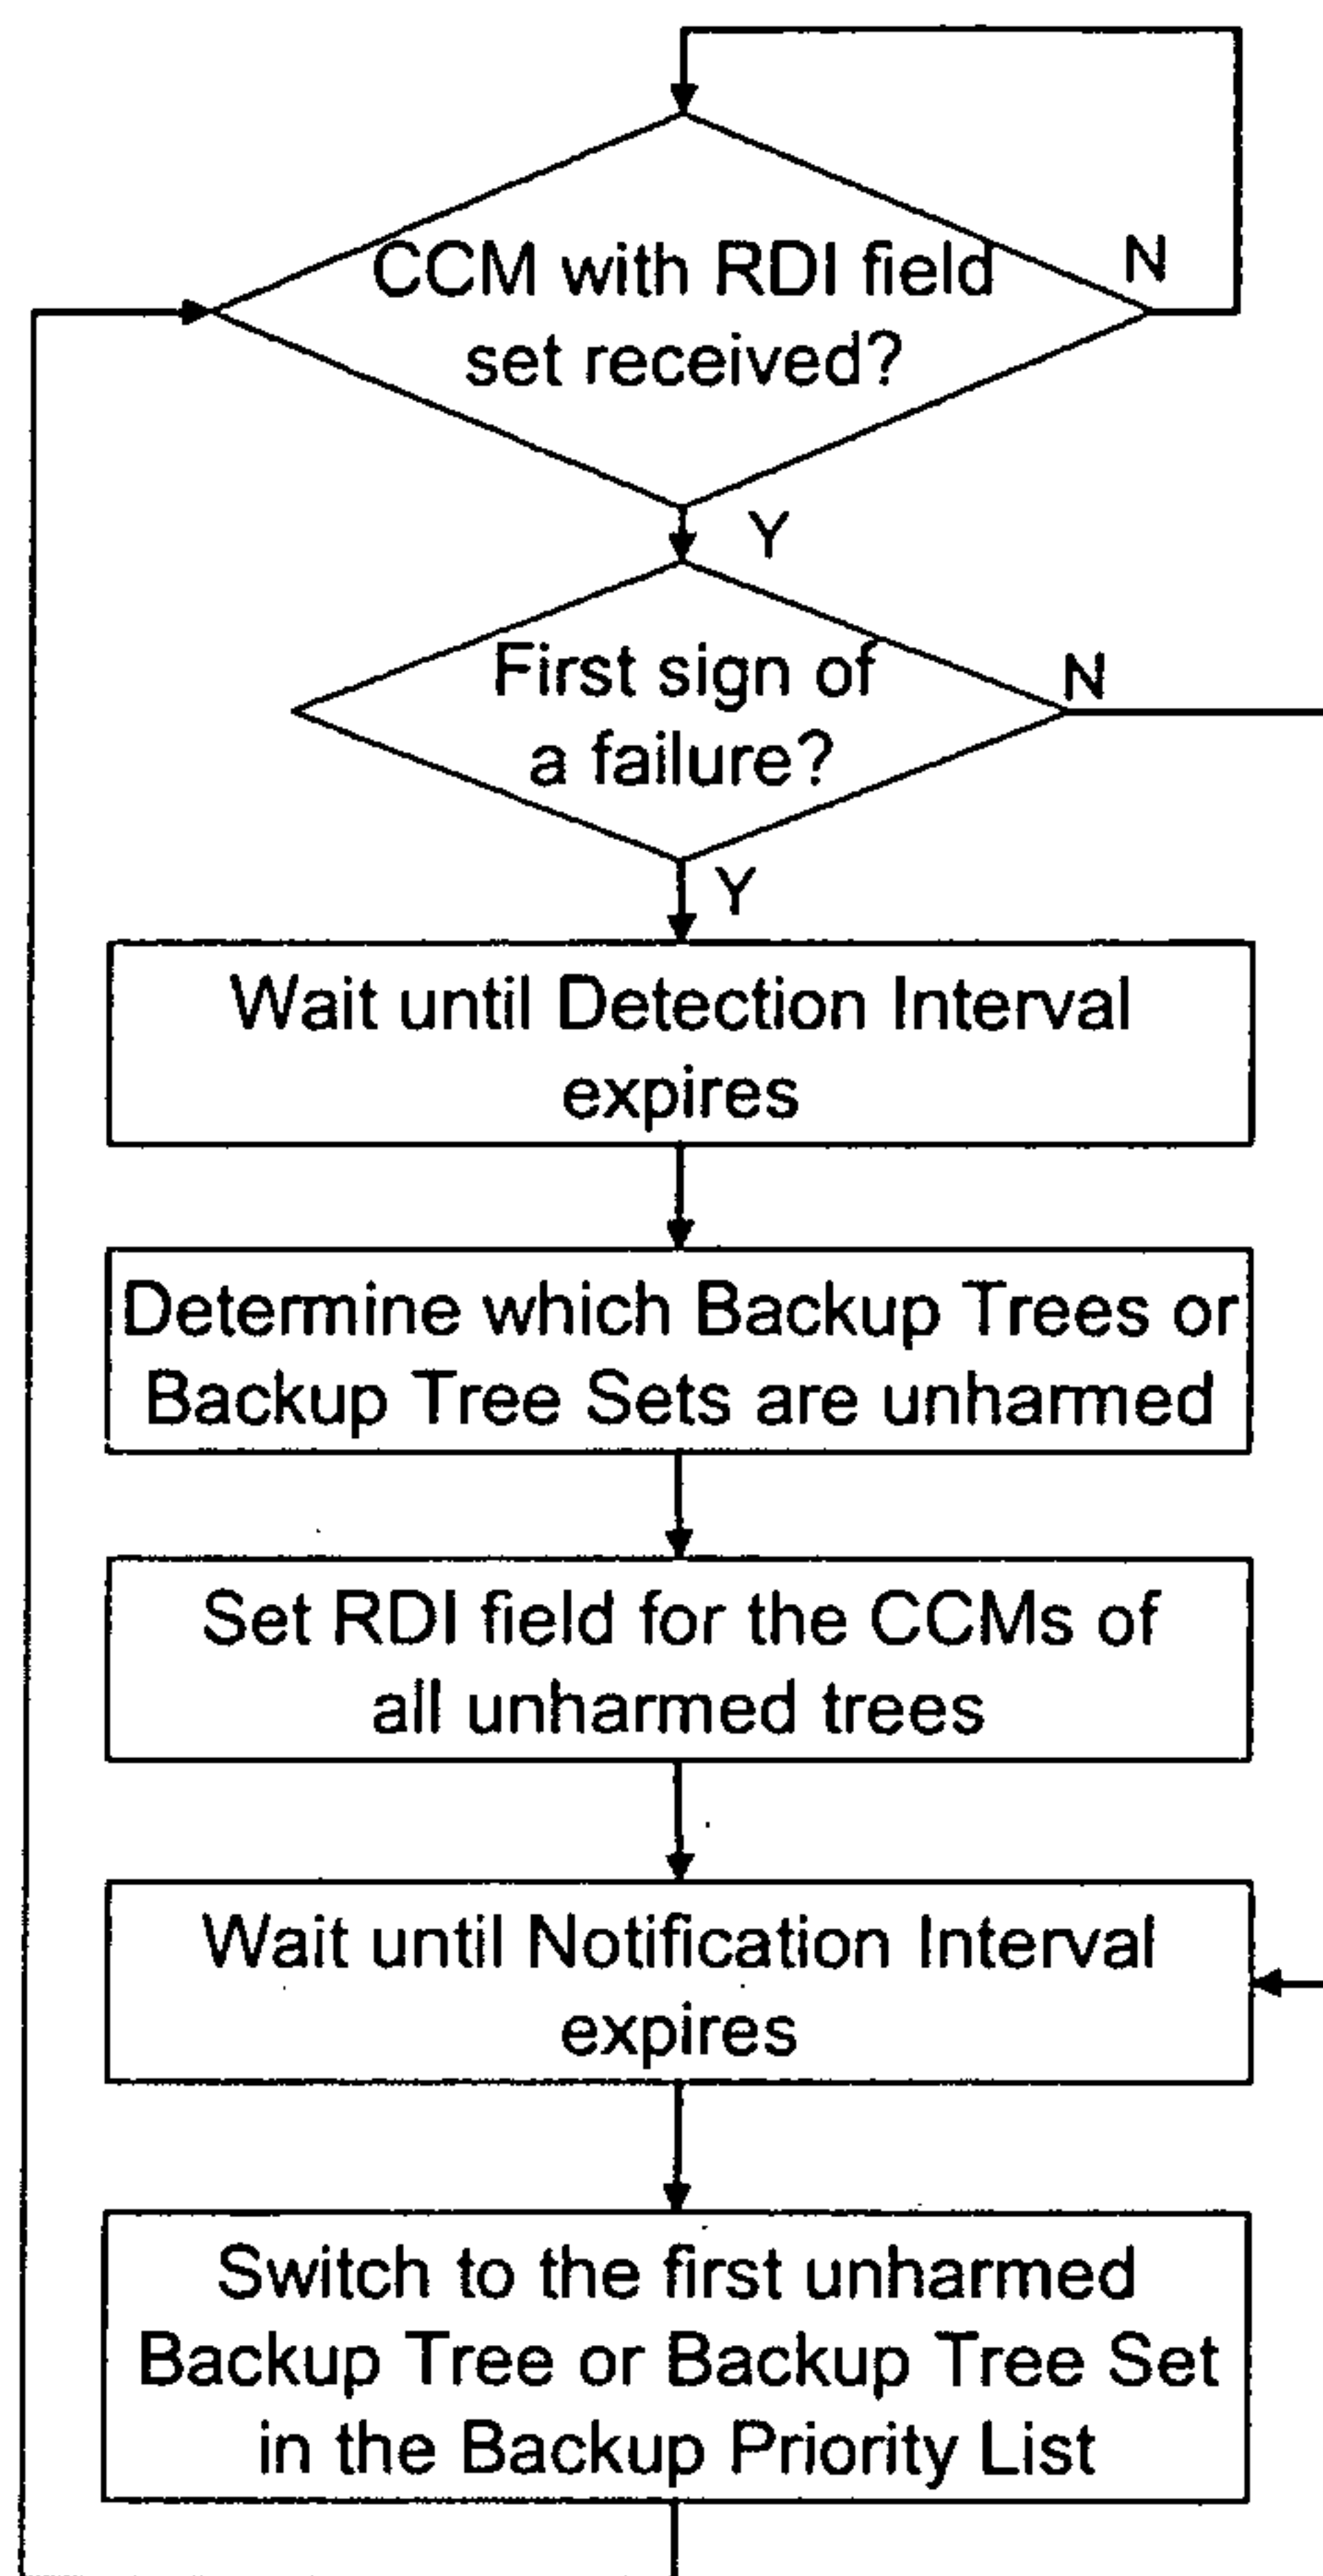 CCM with RDI field
set received?
N
Y
First sign of
a failure?
N
Y
Wait until Detection Interval
expires
Determine which Backup Trees or
Backup Tree Sets are unharmed
Set RDI field for the CCMs of
all unharmed trees
Wait until Notification Interval
expires
Switch to the first unharmed
Backup Tree or Backup Tree Set
in the Backup Priority List